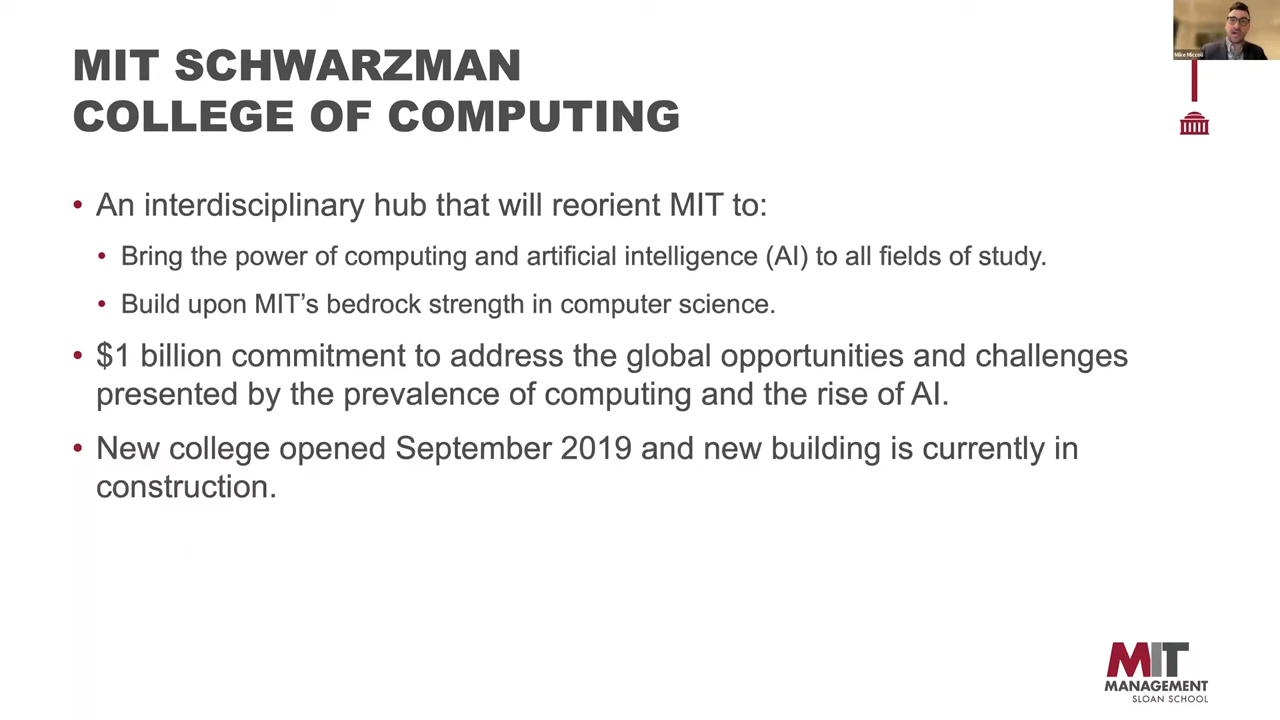 MIT SCHWARZMAN
COLLEGE OF COMPUTING
Mike Miccoli
• An interdisciplinary hub that will reorient MIT to:
• Bring the power of computing and artificial intelligence (AI) to all fields of study.
• Build upon MIT’s bedrock strength in computer science.
• $1 billion commitment to address the global opportunities and challenges
presented by the prevalence of computing and the rise of AI.
• New college opened September 2019 and new building is currently in
construction.
MIT
MANAGEMENT
SLOAN SCHOOL